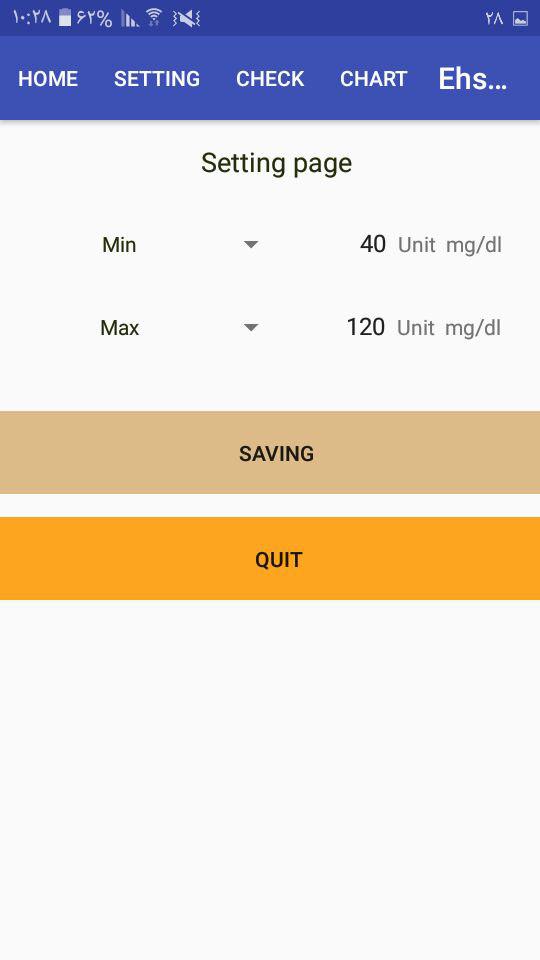 ۱۰:۲۸ ۶۲% ۲۸
HOME SETTING CHECK CHART Ehs...
Setting page
Min 40 Unit mg/dl
Max 120 Unit mg/dl
SAVING
QUIT